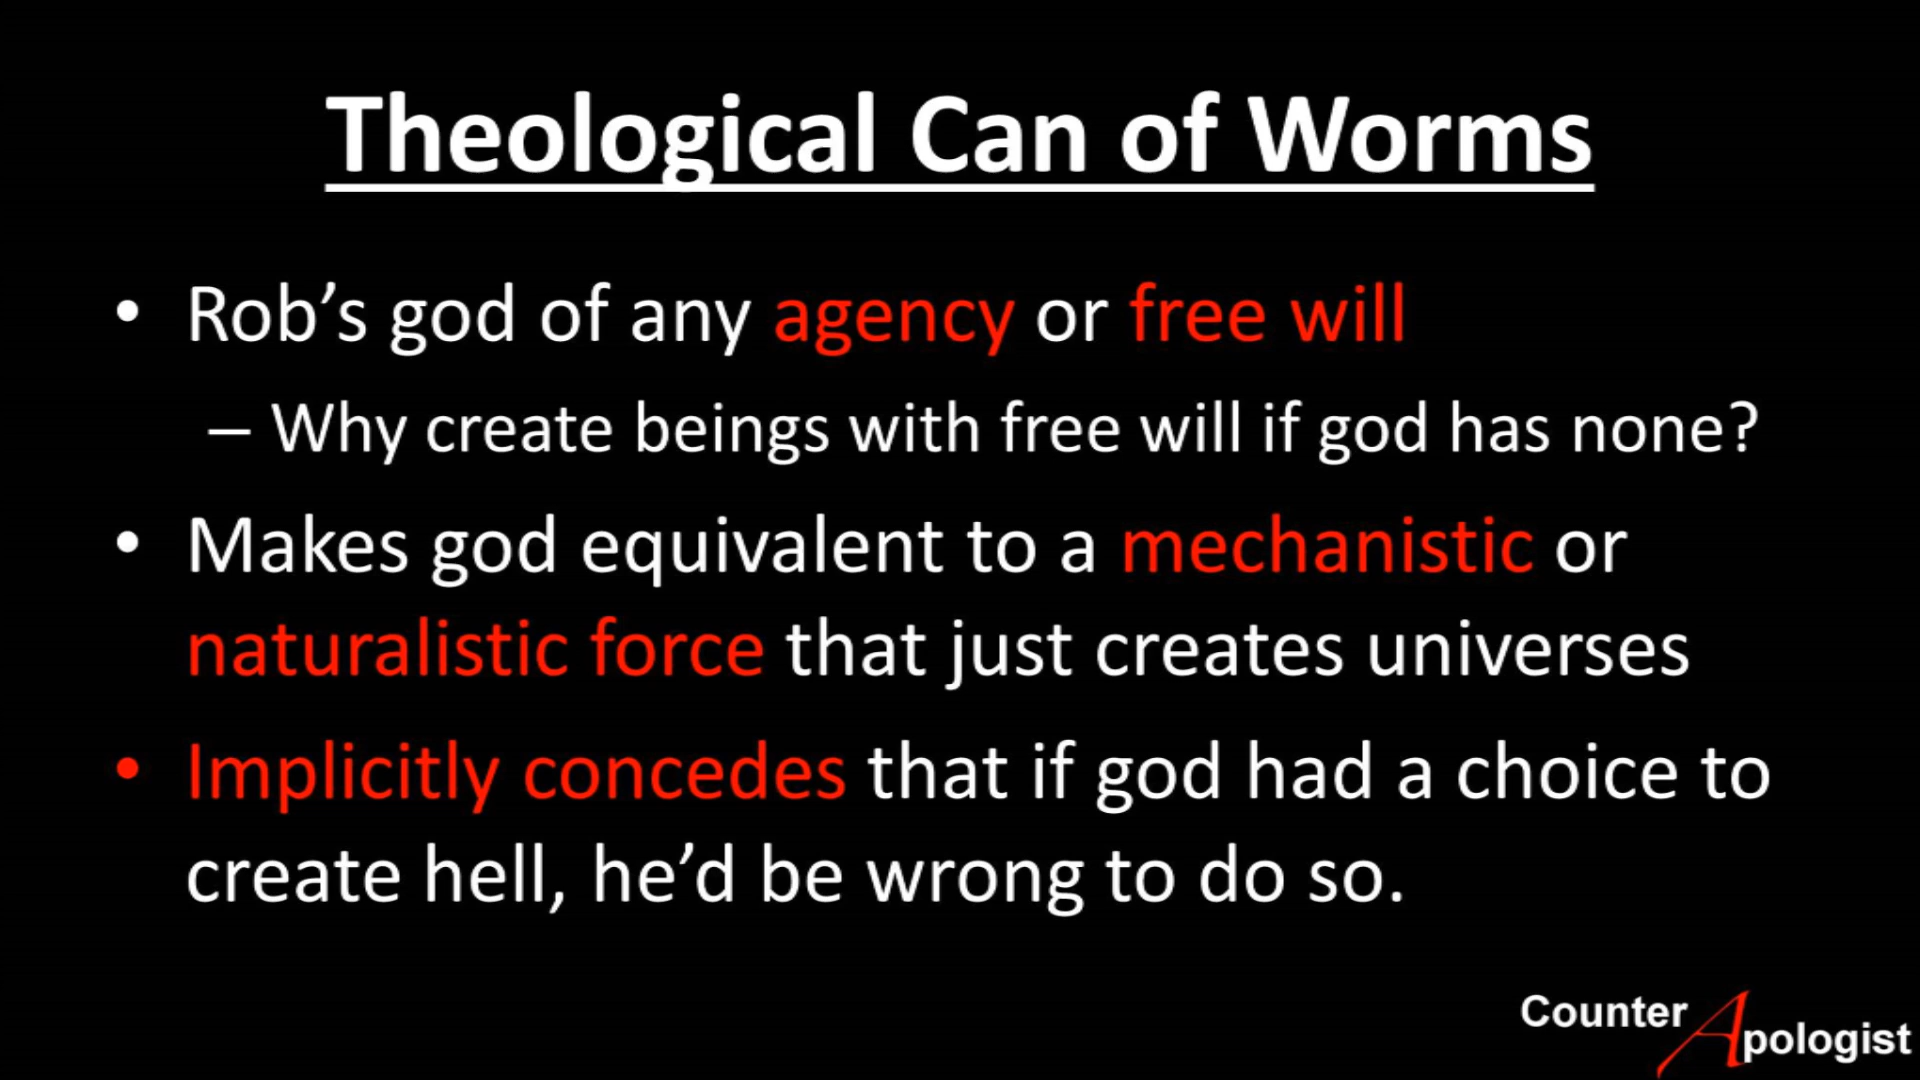 Theological Can of Worms
• Rob’s god of any agency or free will
– Why create beings with free will if god has none?
• Makes god equivalent to a mechanistic or
naturalistic force that just creates universes
• Implicitly concedes that if god had a choice to
create hell, he’d be wrong to do so.
Counter
Apologist